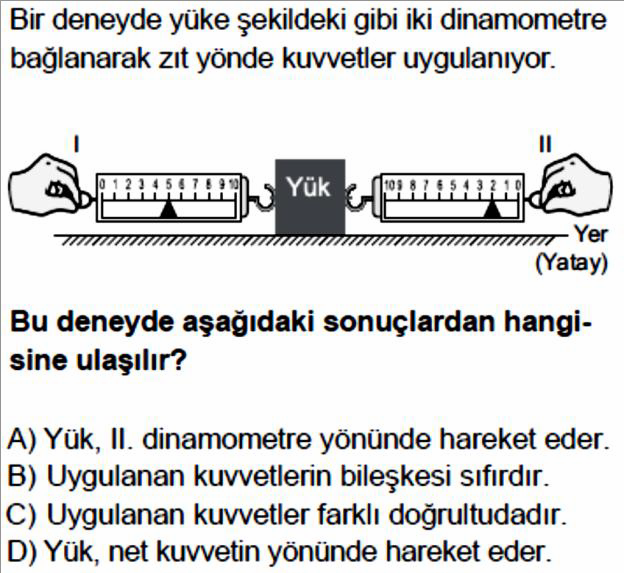 Bir deneyde yüke şekildeki gibi iki dinamometre
bağlanarak zıt yönde kuvvetler uygulanıyor.
I II
0 1 2 3 4 5 6 7 8 9 10 Yük 10 9 8 7 6 5 4 3 2 1 0
Yer
(Yatay)
Bu deneyde aşağıdaki sonuçlardan hangi-
sine ulaşılır?
A) Yük, II. dinamometre yönünde hareket eder.
B) Uygulanan kuvvetlerin bileşkesi sıfırdır.
C) Uygulanan kuvvetler farklı doğrultudadır.
D) Yük, net kuvvetin yönünde hareket eder.